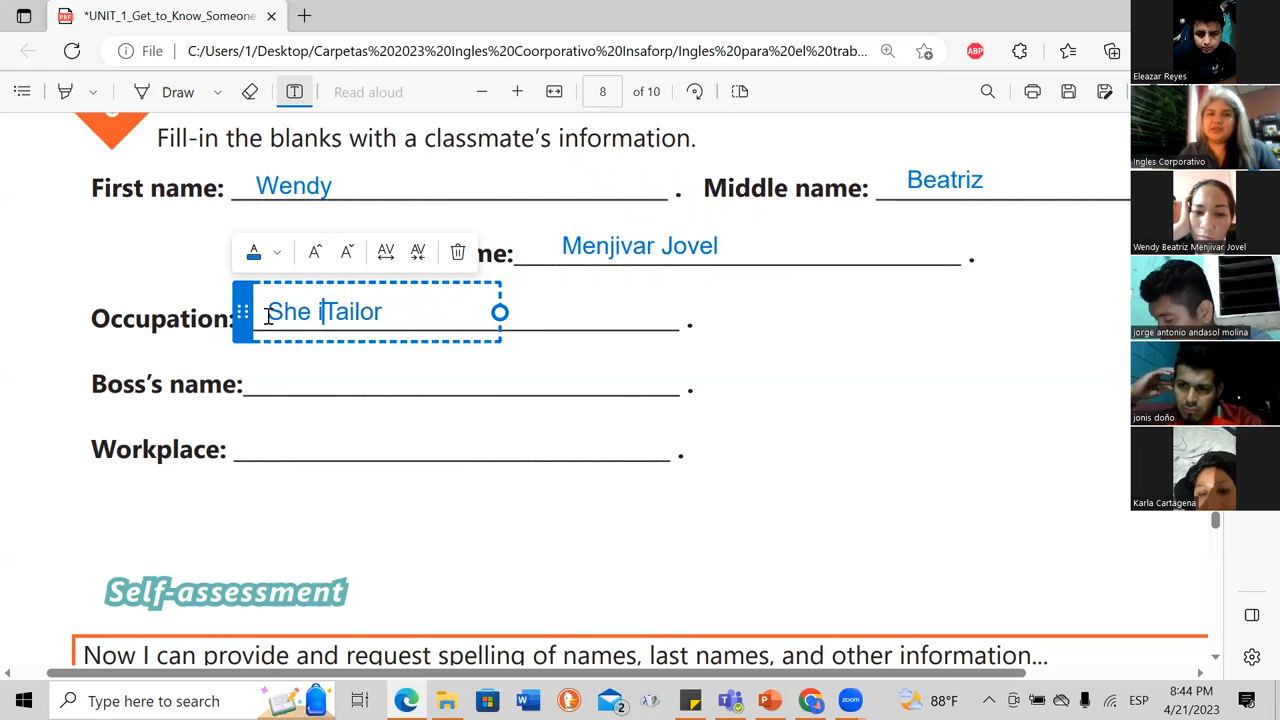 *UNIT_1_Get_to_Know_Someone.
File C:/Users/1/Desktop/Carpetas%202023%20Ingles%20Coorporativo%20Insaforp/Ingles%20para%20el%20trab...
Draw Read aloud 8 of 10
Fill-in the blanks with a classmate's information.
First name: Wendy . Middle name: Beatriz
me: Menjivar Jovel .
Occupation: She iTailor .
Boss's name: .
Workplace: .
Self-assessment
Now I can provide and request spelling of names, last names, and other information...
Eleazar Reyes
Ingles Corporativo
Wendy Beatriz Menjivar Jovel
jorge antonio andasol molina
jonis doño
Karla Cartagena
Type here to search 2 zoom 88°F ESP 8:44 PM
4/21/2023